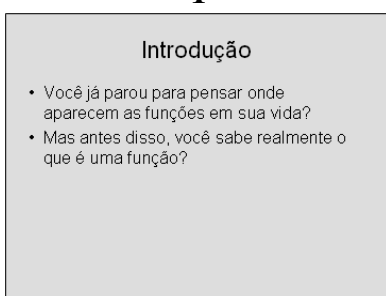 Introdução
• Você já parou para pensar onde
aparecem as funções em sua vida?
• Mas antes disso, você sabe realmente o
que é uma função?